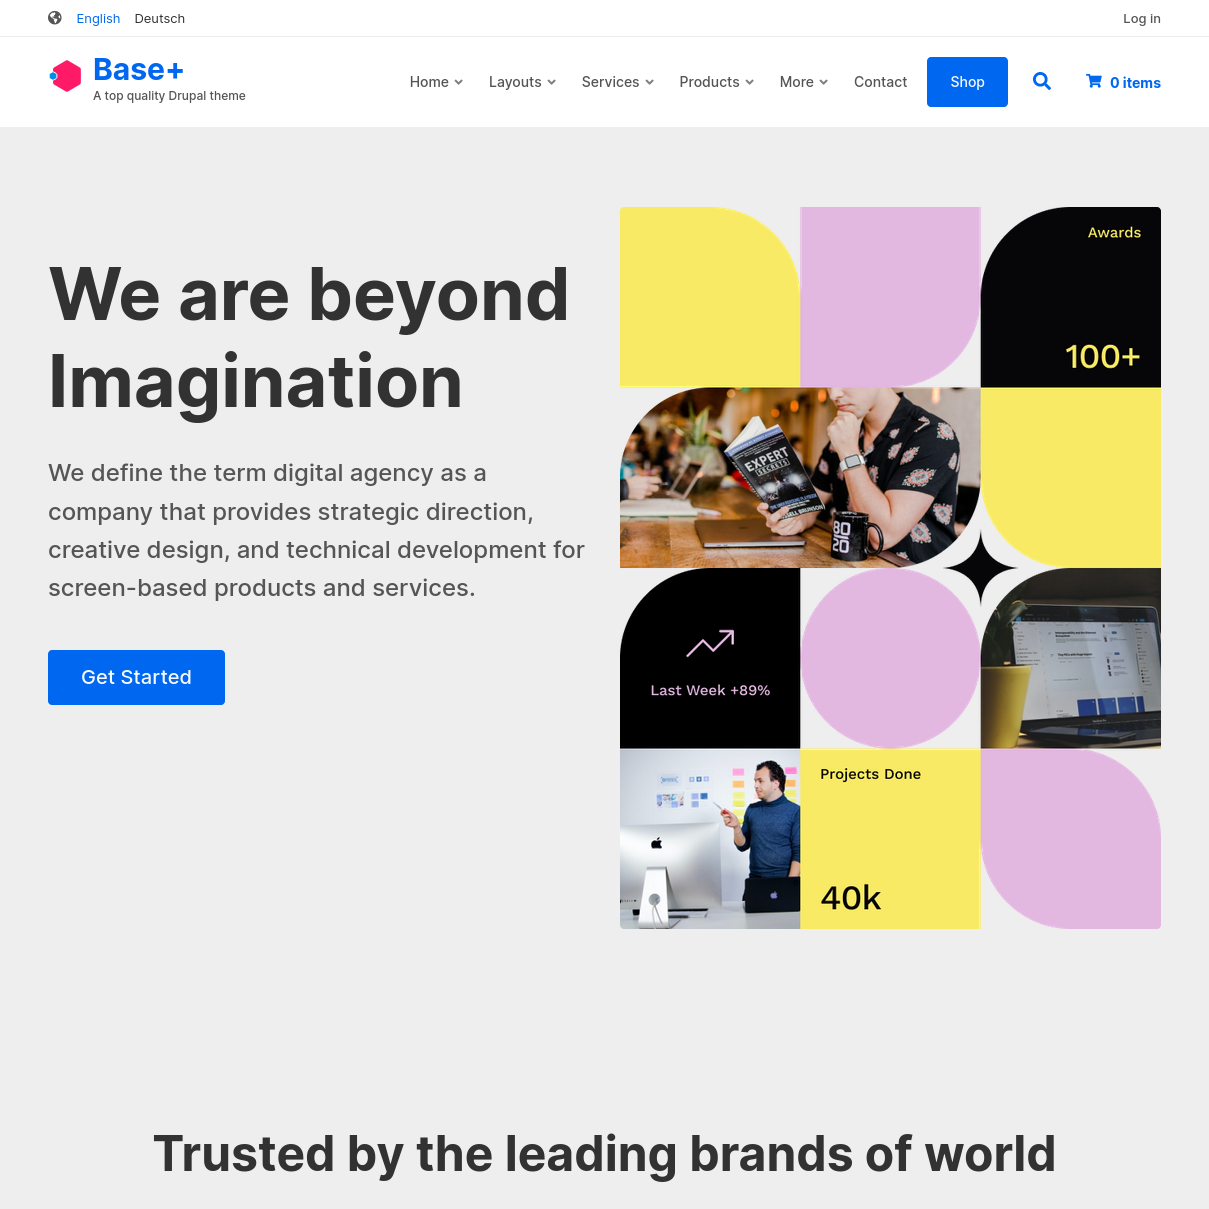 English Deutsch
Log in
Base+
A top quality Drupal theme
Home Layouts Services Products More Contact Shop 0 items
We are beyond
Imagination
We define the term digital agency as a
company that provides strategic direction,
creative design, and technical development for
screen-based products and services.
Get Started
Awards
100+
EXPERT
SECRETS
80
20
Last Week +89%
Projects Done
40k
Trusted by the leading brands of world